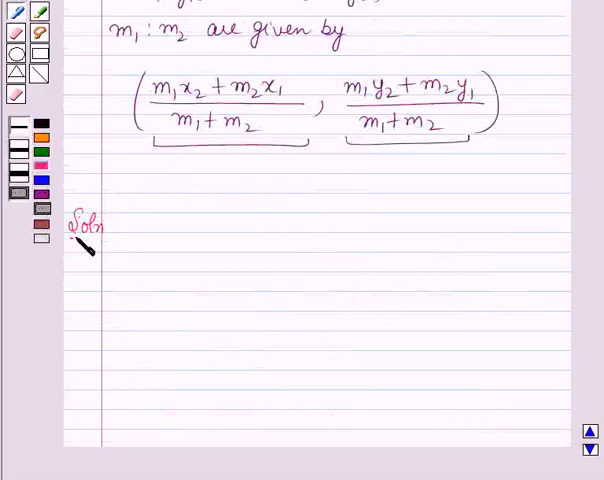 m₁ : m₂ are given by
( (m₁x₂ + m₂x₁)/(m₁+m₂) , (m₁y₂ + m₂y₁)/(m₁+m₂) )
Soln